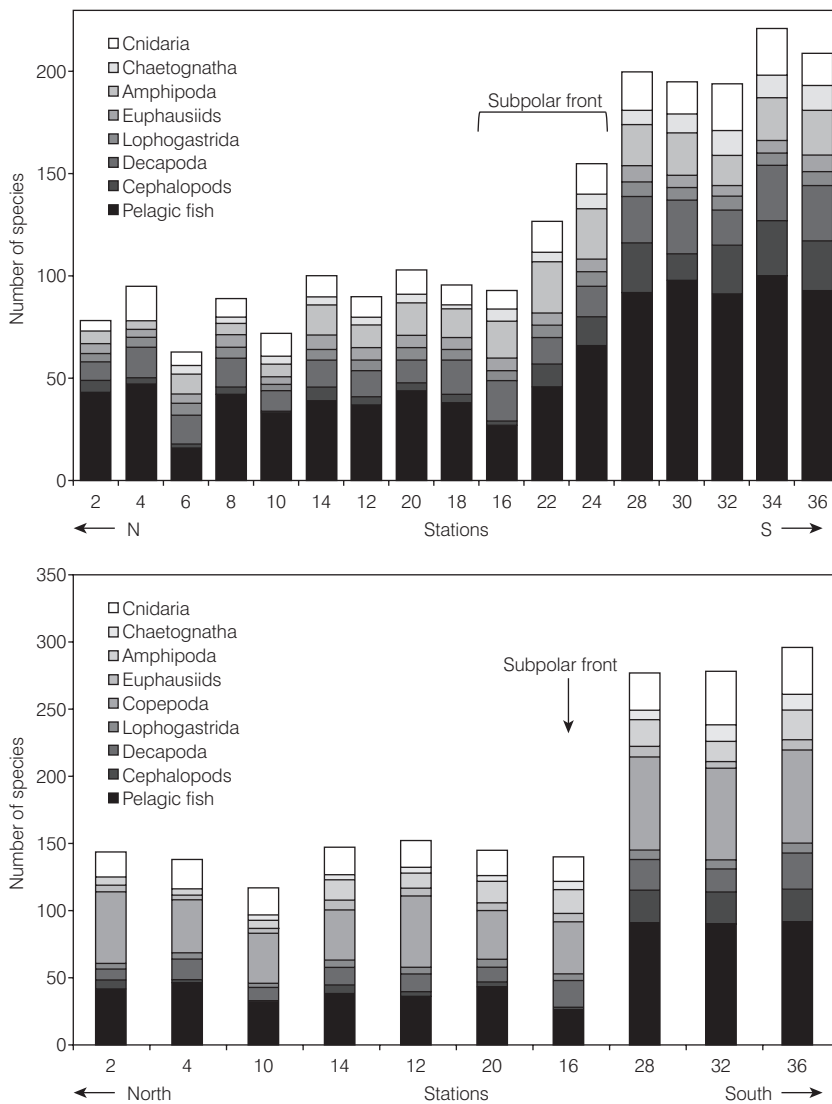 200
150
100
50
0
Number of species
Cnidaria
Chaetognatha
Amphipoda
Euphausiids
Lophogastrida
Decapoda
Cephalopods
Pelagic fish
Subpolar front
2 4 6 8 10 14 12 20 18 16 22 24 28 30 32 34 36
N Stations S
350
300
250
200
150
100
50
0
Number of species
Cnidaria
Chaetognatha
Amphipoda
Euphausiids
Copepoda
Lophogastrida
Decapoda
Cephalopods
Pelagic fish
Subpolar front
2 4 10 14 12 20 16 28 32 36
North Stations South